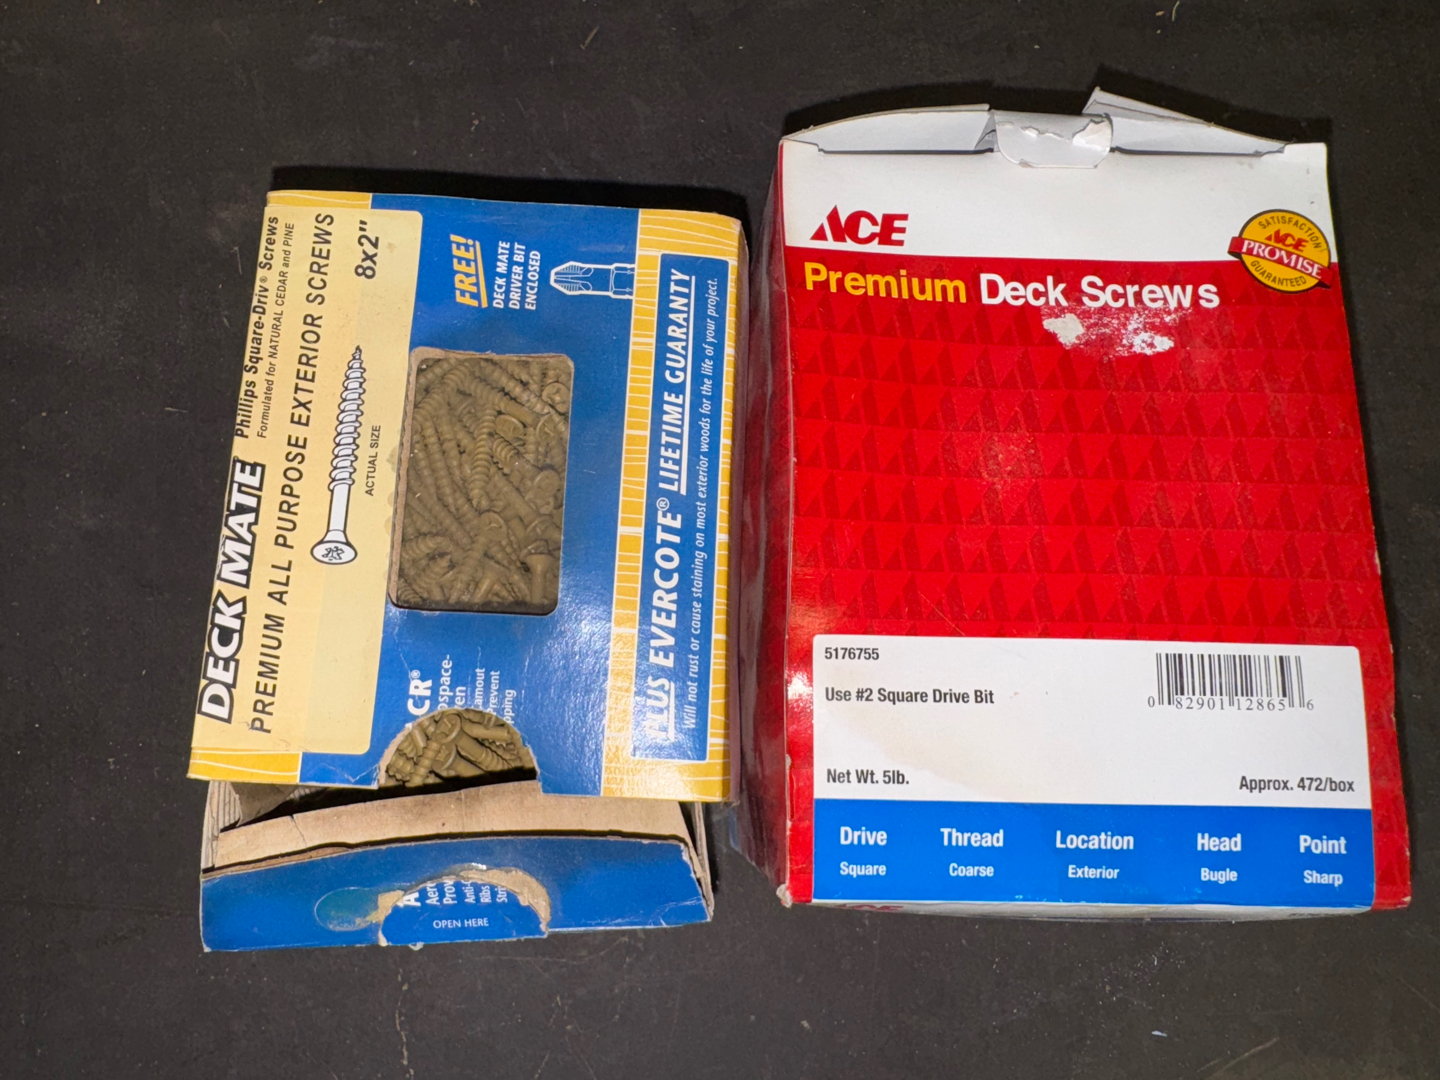 DECK MATE Phillips Square-Driv® Screws
Formulated for NATURAL CEDAR and PINE
PREMIUM ALL PURPOSE EXTERIOR SCREWS
8x2"
ACTUAL SIZE
FREE!
DECK MATE
DRIVER BIT
ENCLOSED
CR®
PLUS EVERCOTE® LIFETIME GUARANTY
Will not rust or cause staining on most exterior woods for the life of your project.
OPEN HERE
ACE
SATISFACTION
ACE
PROMISE
GUARANTEED
Premium Deck Screws
5176755
Use #2 Square Drive Bit
0 82901 12865 6
Net Wt. 5lb.
Approx. 472/box
Drive Thread Location Head Point
Square Coarse Exterior Bugle Sharp